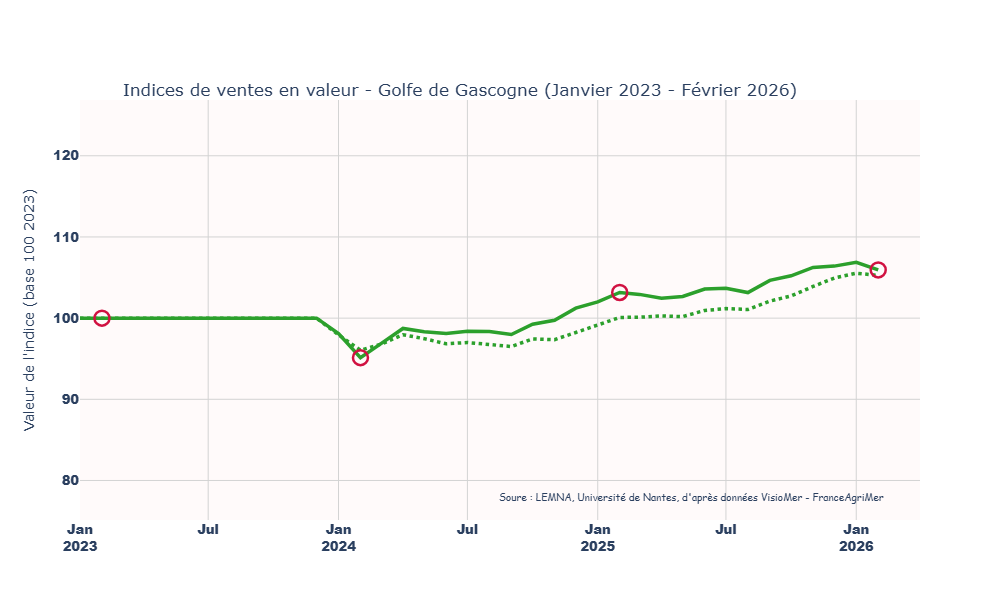 Indices de ventes en valeur - Golfe de Gascogne (Janvier 2023 - Février 2026)
Valeur de l'indice (base 100 2023)
120
110
100
90
80
Soure : LEMNA, Université de Nantes, d'après données VisioMer - FranceAgriMer
Jan Jul Jan Jul Jan Jul Jan
2023 2024 2025 2026